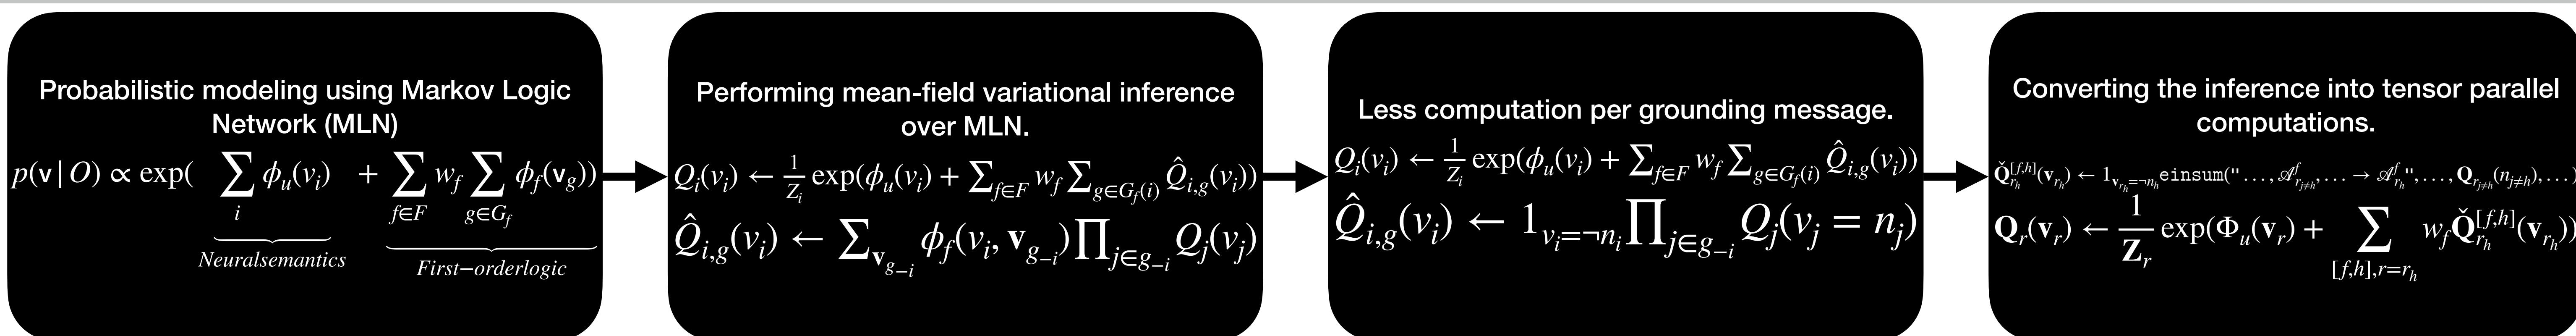 Probabilistic modeling using Markov Logic
Network (MLN)
p(v | O) ∝ exp( ∑_i ϕ_u(v_i) + ∑_{f∈F} w_f ∑_{g∈G_f} ϕ_f(v_g))
Neuralsemantics
First−orderlogic
Performing mean-field variational inference
over MLN.
Q_i(v_i) ← 1/Z_i exp(ϕ_u(v_i) + ∑_{f∈F} w_f ∑_{g∈G_f(i)} Q̂_{i,g}(v_i))
Q̂_{i,g}(v_i) ← ∑_{v_{g−i}} ϕ_f(v_i, v_{g−i}) ∏_{j∈g−i} Q_j(v_j)
Less computation per grounding message.
Q_i(v_i) ← 1/Z_i exp(ϕ_u(v_i) + ∑_{f∈F} w_f ∑_{g∈G_f(i)} Q̂_{i,g}(v_i))
Q̂_{i,g}(v_i) ← 1_{v_i=¬n_i} ∏_{j∈g−i} Q_j(v_j = n_j)
Converting the inference into tensor parallel
computations.
Q̌_{r_h}^{[f,h]}(v_{r_h}) ← 1_{v_{r_h}=¬n_h} einsum("…, 𝒜^f_{r_{j≠h}}, … → 𝒜^f_{r_h}", …, Q_{r_{j≠h}}(n_{j≠h}), …)
Q_r(v_r) ← 1/Z_r exp(Φ_u(v_r) + ∑_{[f,h],r=r_h} w_f Q̌_{r_h}^{[f,h]}(v_{r_h}))